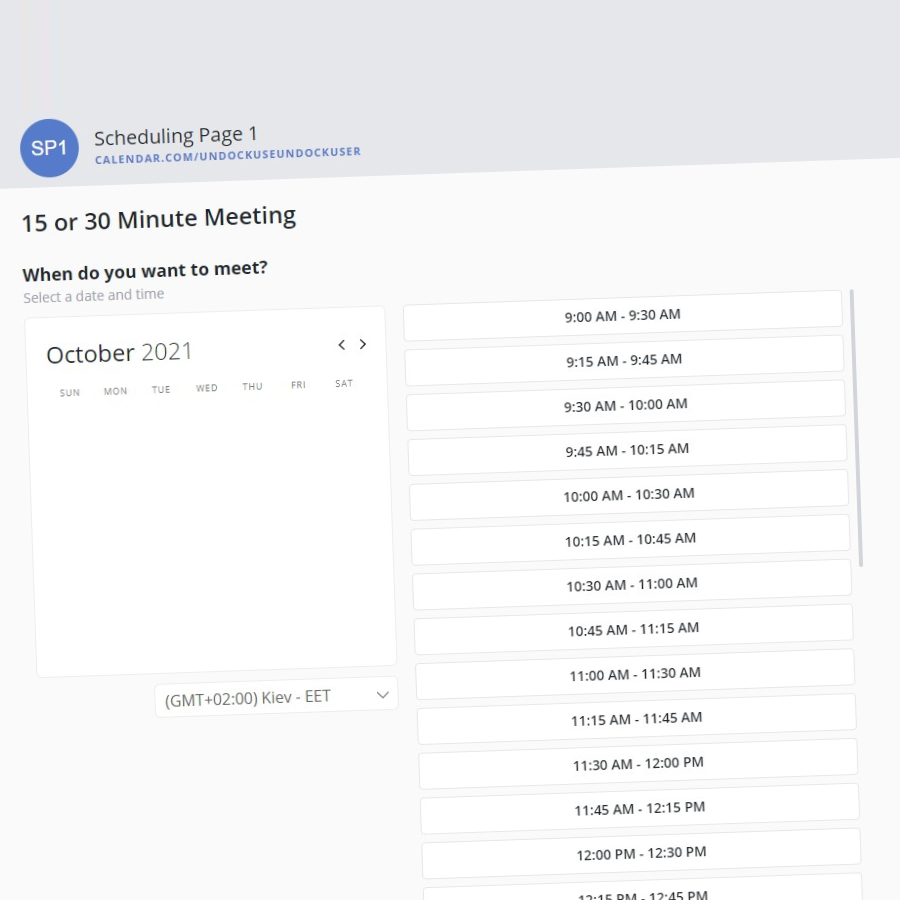 SP1
Scheduling Page 1
CALENDAR.COM/UNDOCKUSEUNDOCKUSER
15 or 30 Minute Meeting
When do you want to meet?
Select a date and time
October 2021
SUN MON TUE WED THU FRI SAT
(GMT+02:00) Kiev - EET
9:00 AM - 9:30 AM
9:15 AM - 9:45 AM
9:30 AM - 10:00 AM
9:45 AM - 10:15 AM
10:00 AM - 10:30 AM
10:15 AM - 10:45 AM
10:30 AM - 11:00 AM
10:45 AM - 11:15 AM
11:00 AM - 11:30 AM
11:15 AM - 11:45 AM
11:30 AM - 12:00 PM
11:45 AM - 12:15 PM
12:00 PM - 12:30 PM
12:15 PM - 12:45 PM